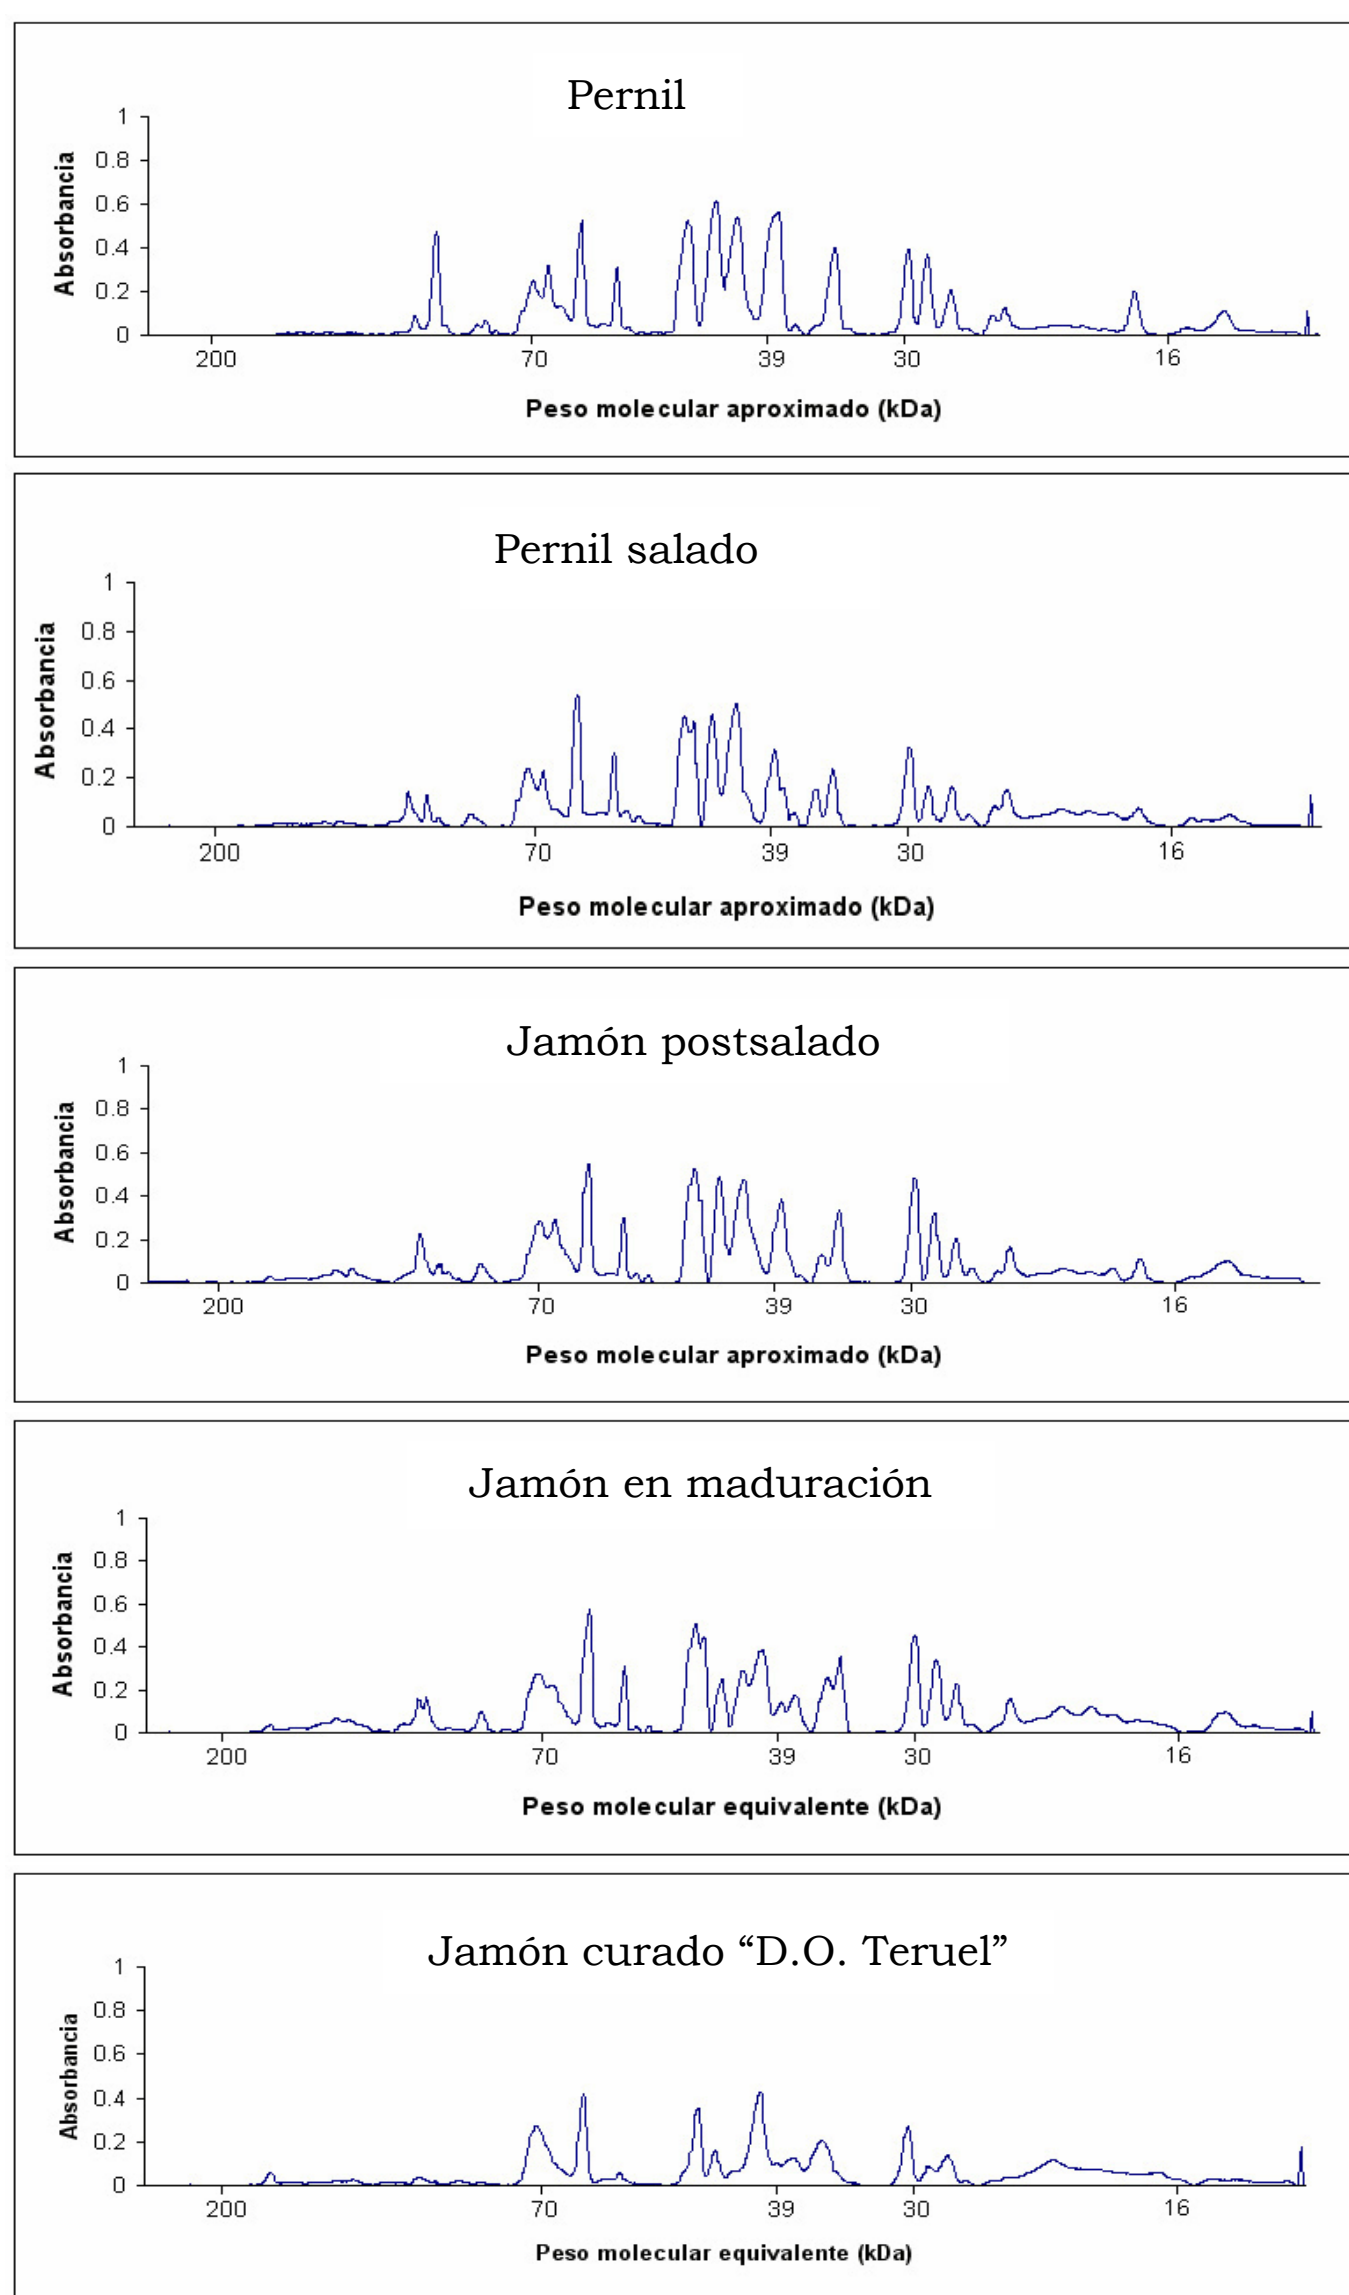 Pernil
Absorbancia
1
0.8
0.6
0.4
0.2
0
200 70 39 30 16
Peso molecular aproximado (kDa)
Pernil salado
Absorbancia
1
0.8
0.6
0.4
0.2
0
200 70 39 30 16
Peso molecular aproximado (kDa)
Jamón postsalado
Absorbancia
1
0.8
0.6
0.4
0.2
0
200 70 39 30 16
Peso molecular aproximado (kDa)
Jamón en maduración
Absorbancia
1
0.8
0.6
0.4
0.2
0
200 70 39 30 16
Peso molecular equivalente (kDa)
Jamón curado “D.O. Teruel”
Absorbancia
1
0.8
0.6
0.4
0.2
0
200 70 39 30 16
Peso molecular equivalente (kDa)